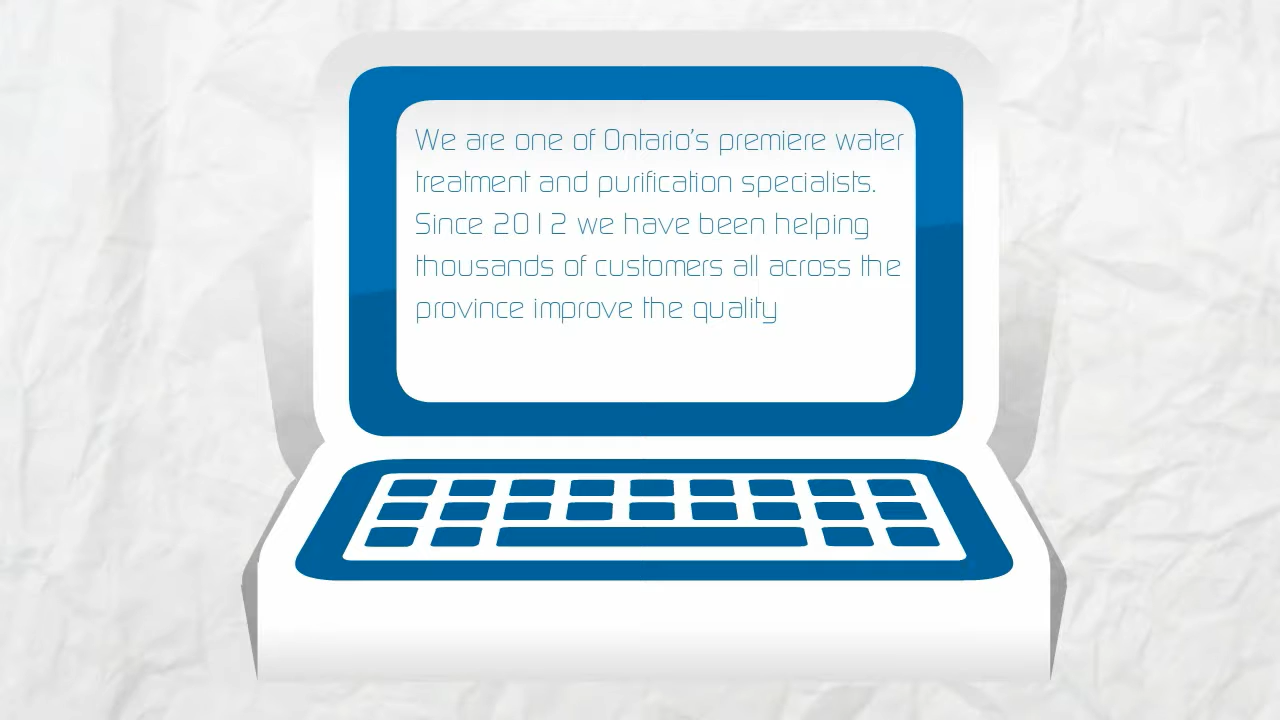 We are one of Ontario's premiere water
treatment and purification specialists.
Since 2012 we have been helping
thousands of customers all across the
province improve the quality